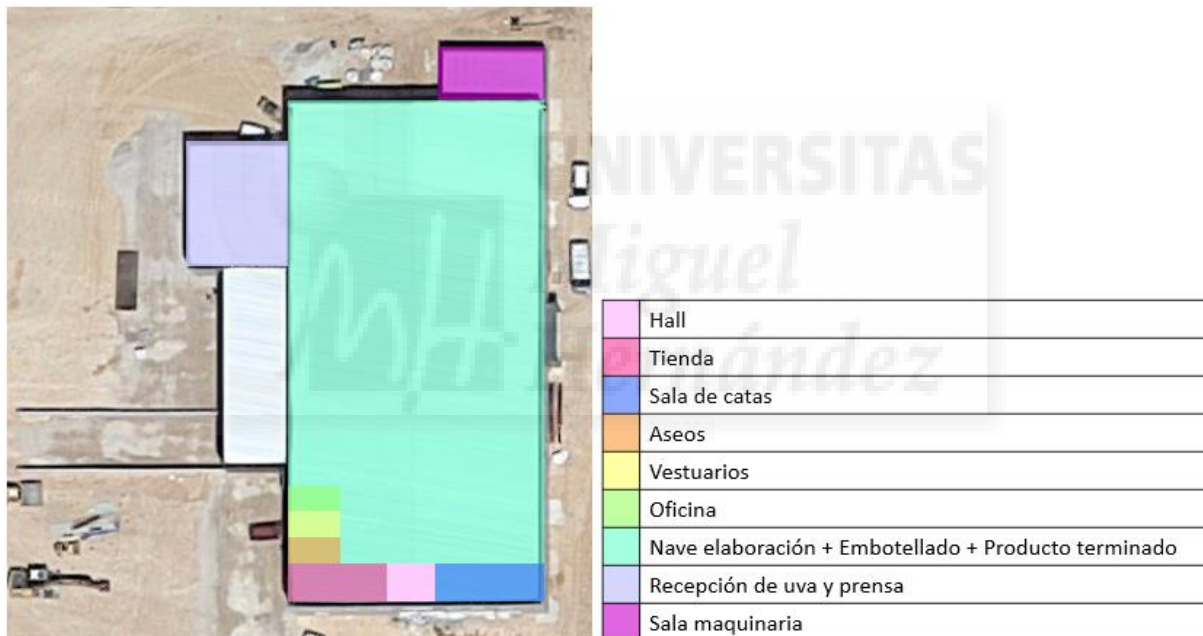 UNIVERSITAS
Miguel
Hernández
Hall
Tienda
Sala de catas
Aseos
Vestuarios
Oficina
Nave elaboración + Embotellado + Producto terminado
Recepción de uva y prensa
Sala maquinaria